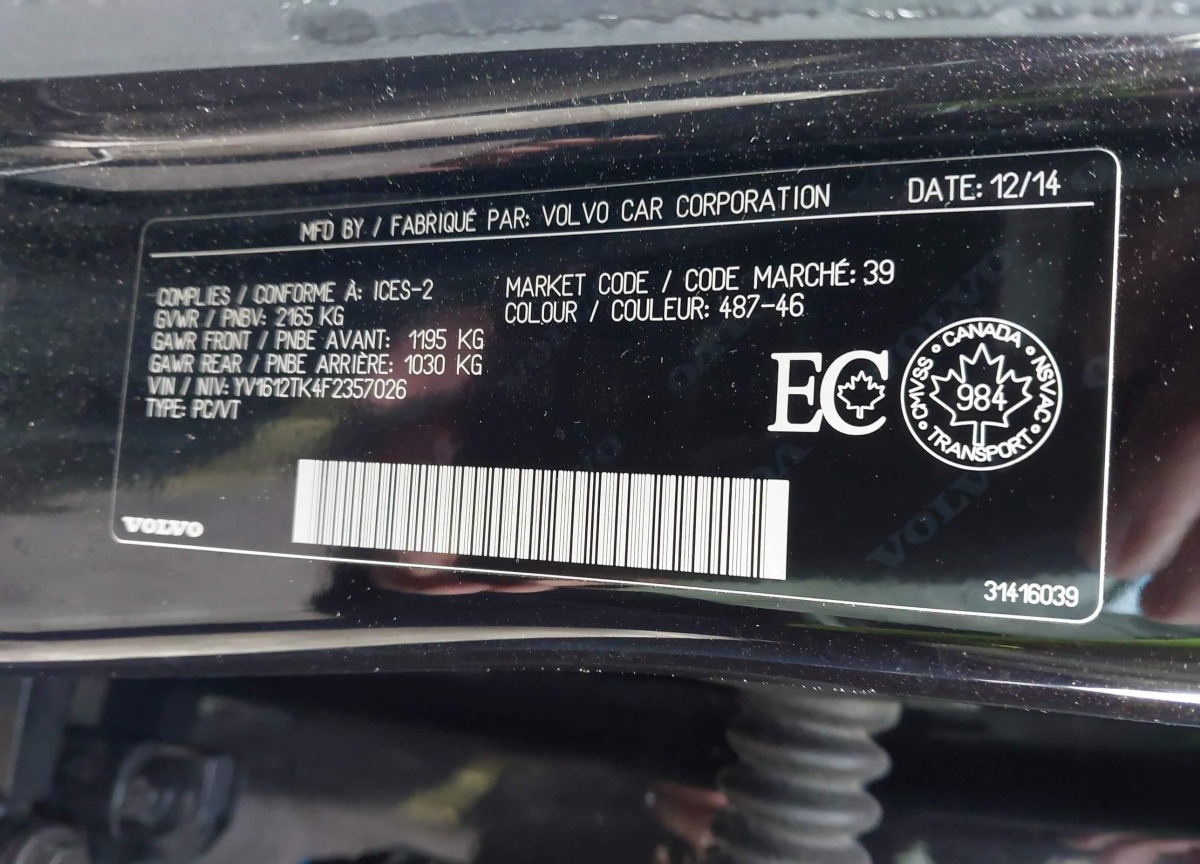 MFD BY / FABRIQUÉ PAR: VOLVO CAR CORPORATION
DATE: 12/14
COMPLIES / CONFORME À: ICES-2
GVWR / PNBV: 2165 KG
GAWR FRONT / PNBE AVANT: 1195 KG
GAWR REAR / PNBE ARRIÈRE: 1030 KG
VIN / NIV: YV1612TK4F2357026
TYPE: PC/VT
MARKET CODE / CODE MARCHÉ: 39
COLOUR / COULEUR: 487-46
EC
CANADA
CMVSS
984
NSVAC
TRANSPORT
VOLVO
31416039